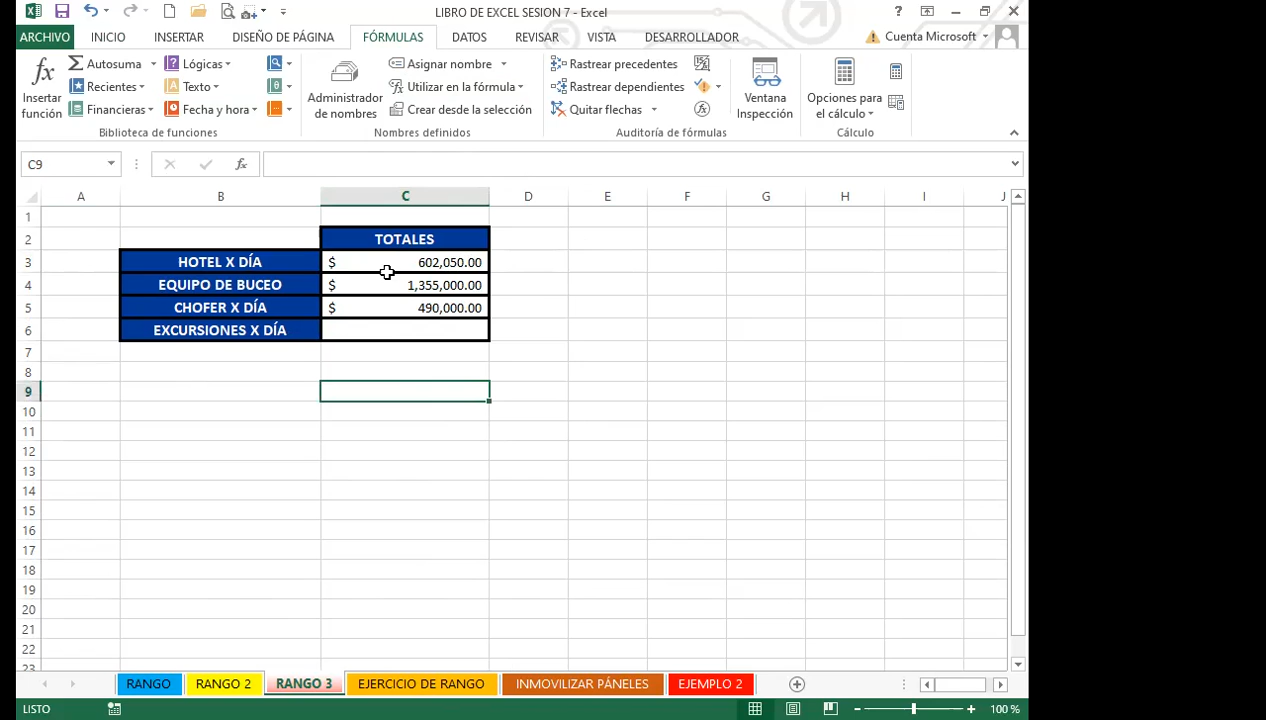 LIBRO DE EXCEL SESION 7 - Excel
?
ARCHIVO INICIO INSERTAR DISEÑO DE PÁGINA FÓRMULAS DATOS REVISAR VISTA DESARROLLADOR Cuenta Microsoft
fx Insertar función
Autosuma Lógicas
Recientes Texto
Financieras Fecha y hora
Biblioteca de funciones
Administrador de nombres
Asignar nombre
Utilizar en la fórmula
Crear desde la selección
Nombres definidos
Rastrear precedentes
Rastrear dependientes
Quitar flechas
Auditoría de fórmulas
Ventana Inspección
Opciones para el cálculo
Cálculo
C9 fx
A B C D E F G H I J
1
2 TOTALES
3 HOTEL X DÍA $ 602,050.00
4 EQUIPO DE BUCEO $ 1,355,000.00
5 CHOFER X DÍA $ 490,000.00
6 EXCURSIONES X DÍA
7
8
9
10
11
12
13
14
15
16
17
18
19
20
21
22
23
RANGO RANGO 2 RANGO 3 EJERCICIO DE RANGO INMOVILIZAR PÁNELES EJEMPLO 2
LISTO 100 %